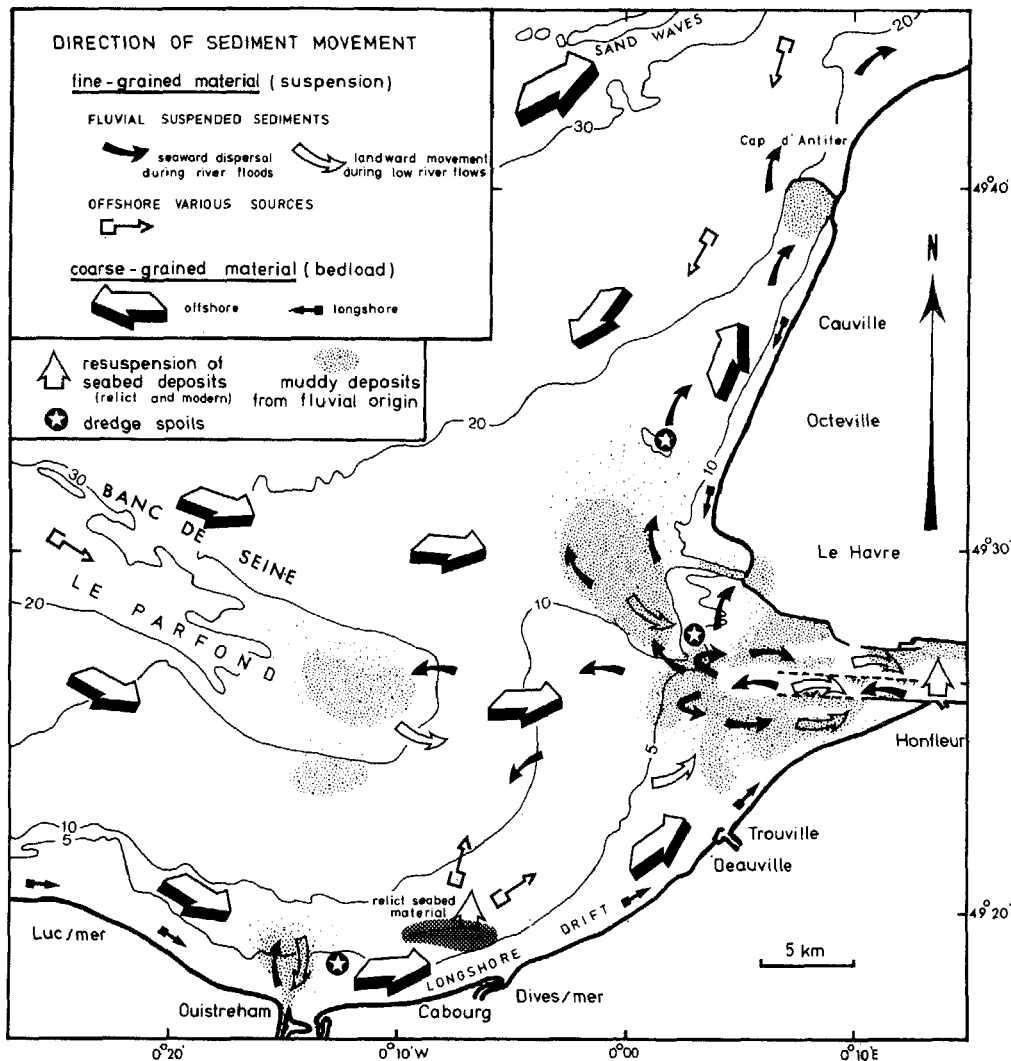 DIRECTION OF SEDIMENT MOVEMENT
fine-grained material (suspension)
FLUVIAL SUSPENDED SEDIMENTS
seaward dispersal
during river floods
landward movement
during low river flows
OFFSHORE VARIOUS SOURCES
coarse-grained material (bedload)
offshore
longshore
resuspension of
seabed deposits
(relict and modern)
muddy deposits
from fluvial origin
dredge spoils
SAND WAVES
20
30
Cap d'Antifer
49°40'
N
Cauville
20
Octeville
10
30
BANC DE SEINE
49°30'
Le Havre
LE PARFOND
20
10
10
5
Honfleur
10
5
Trouville
Deauville
relict seabed
material
LONGSHORE DRIFT
49°20'
Luc/mer
5 km
Ouistreham
Cabourg
Dives/mer
0°20'
0°10'W
0°00
0°10'E